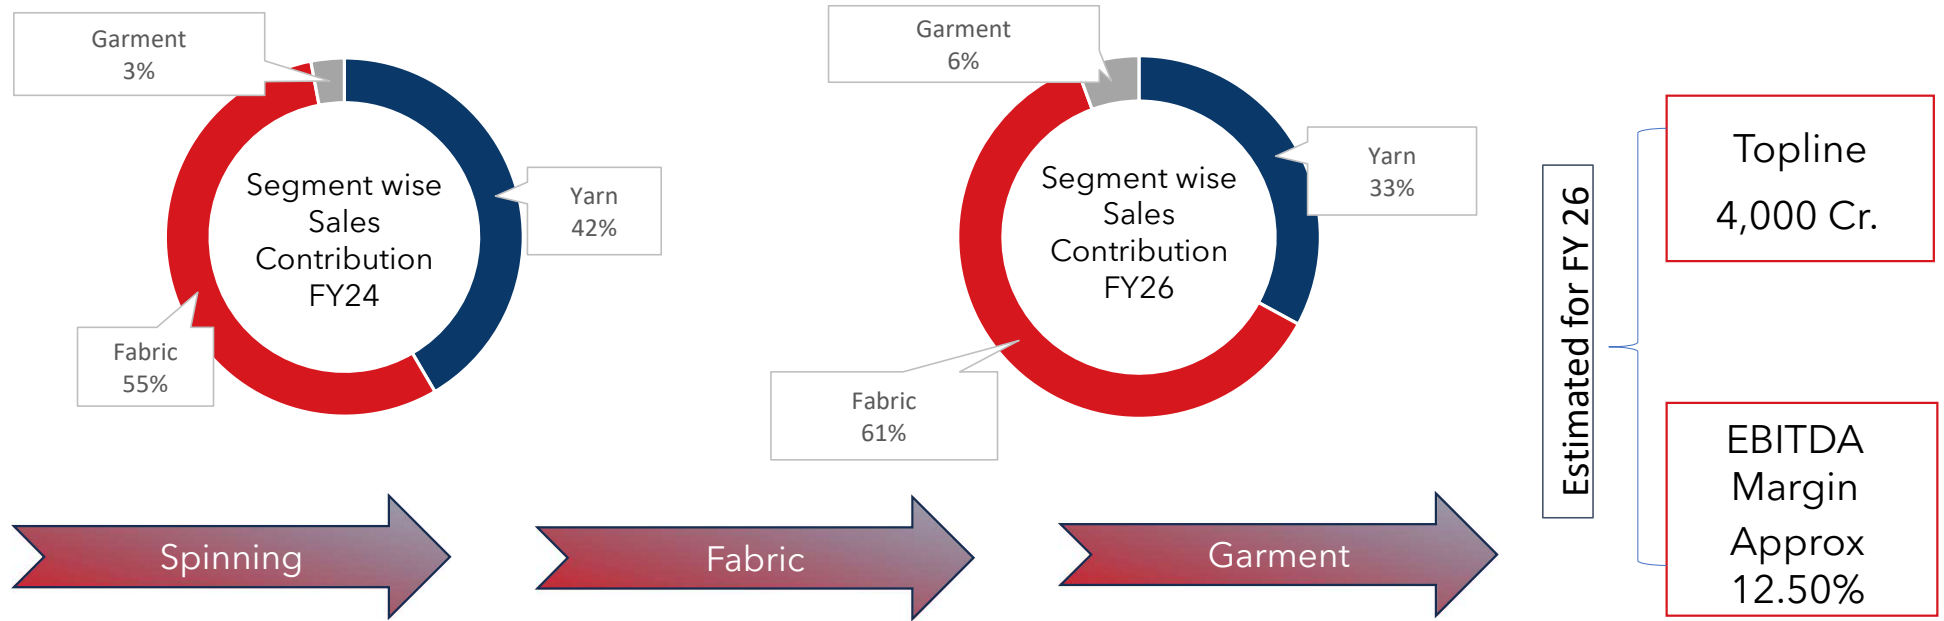 Garment
3%
Segment wise
Sales
Contribution
FY24
Yarn
42%
Fabric
55%
Garment
6%
Segment wise
Sales
Contribution
FY26
Yarn
33%
Fabric
61%
Estimated for FY 26
Topline
4,000 Cr.
EBITDA
Margin
Approx
12.50%
Spinning
Fabric
Garment